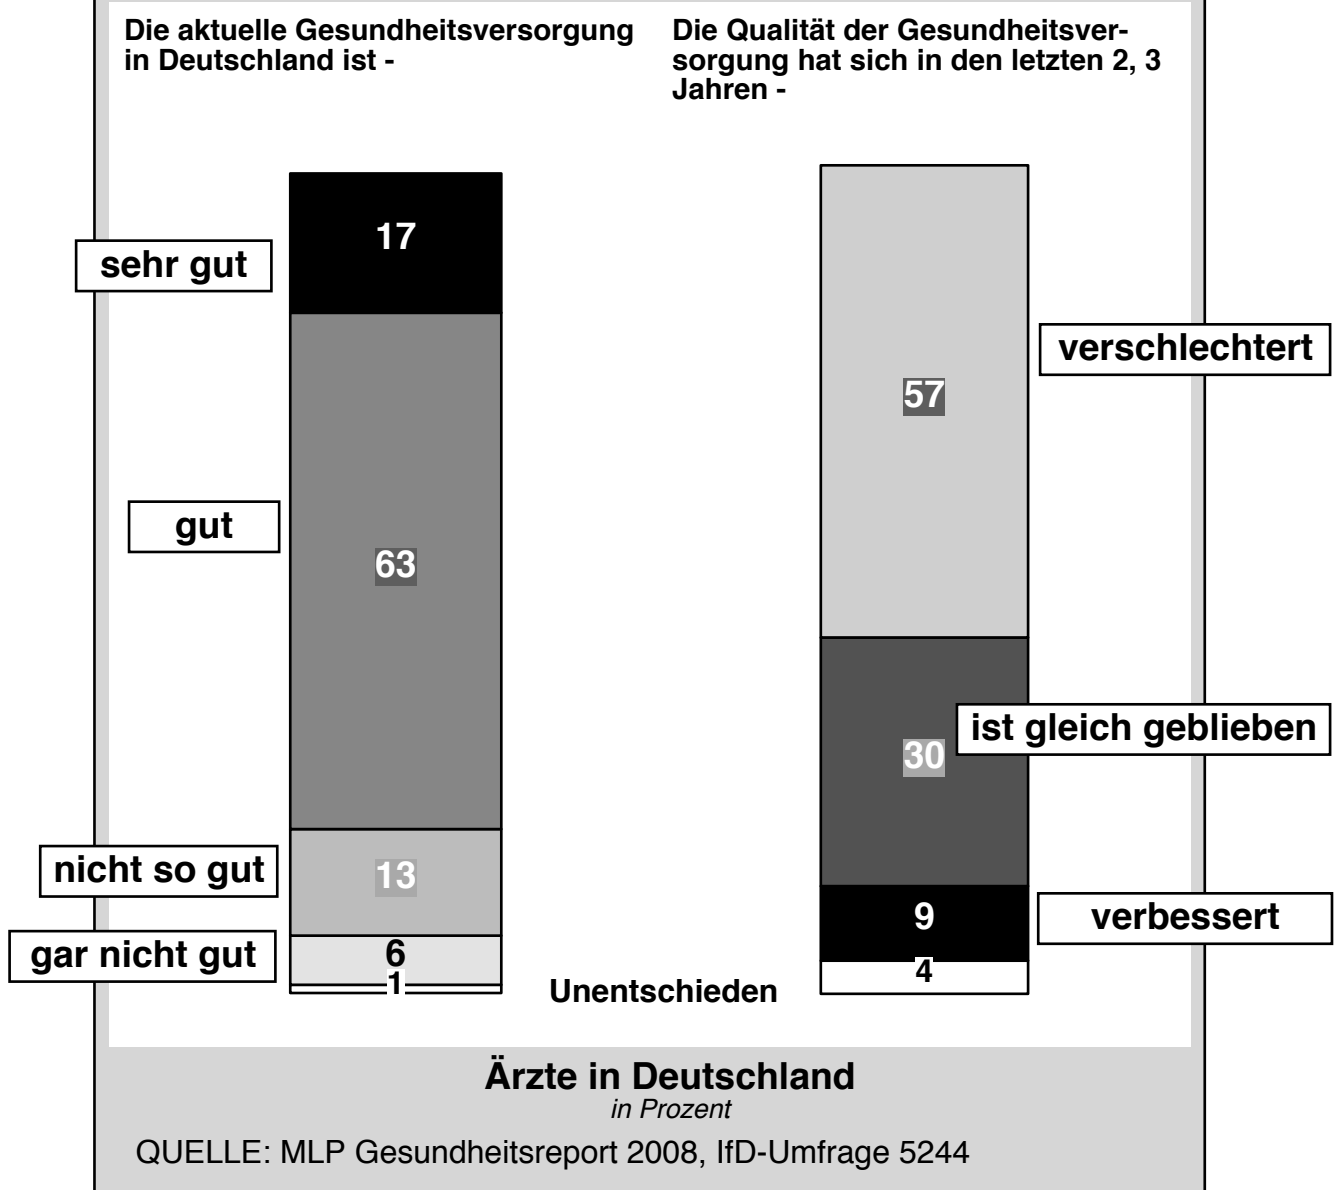 Die aktuelle Gesundheitsversorgung
in Deutschland ist -
Die Qualität der Gesundheitsver-
sorgung hat sich in den letzten 2, 3
Jahren -
sehr gut
17
gut
63
nicht so gut
13
gar nicht gut
6
1
verschlechtert
57
ist gleich geblieben
30
verbessert
9
4
Unentschieden
Ärzte in Deutschland
in Prozent
QUELLE: MLP Gesundheitsreport 2008, IfD-Umfrage 5244